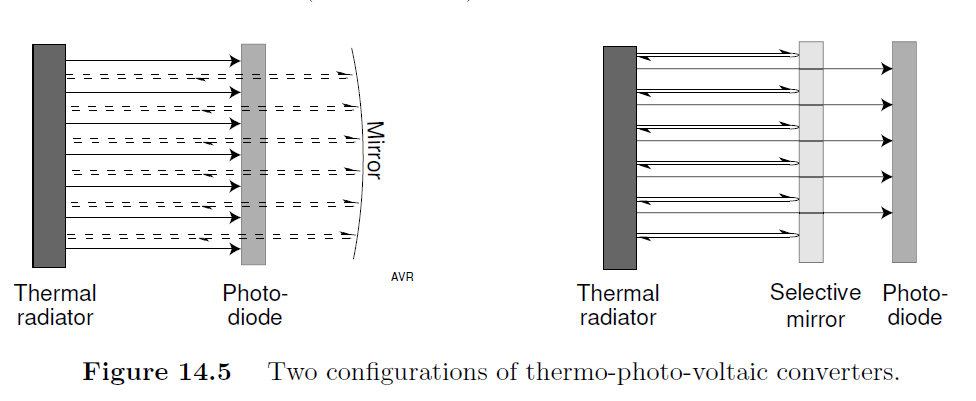 Mirror
AVR
Thermal
radiator
Photo-
diode
Thermal
radiator
Selective
mirror
Photo-
diode
Figure 14.5 Two configurations of thermo-photo-voltaic converters.